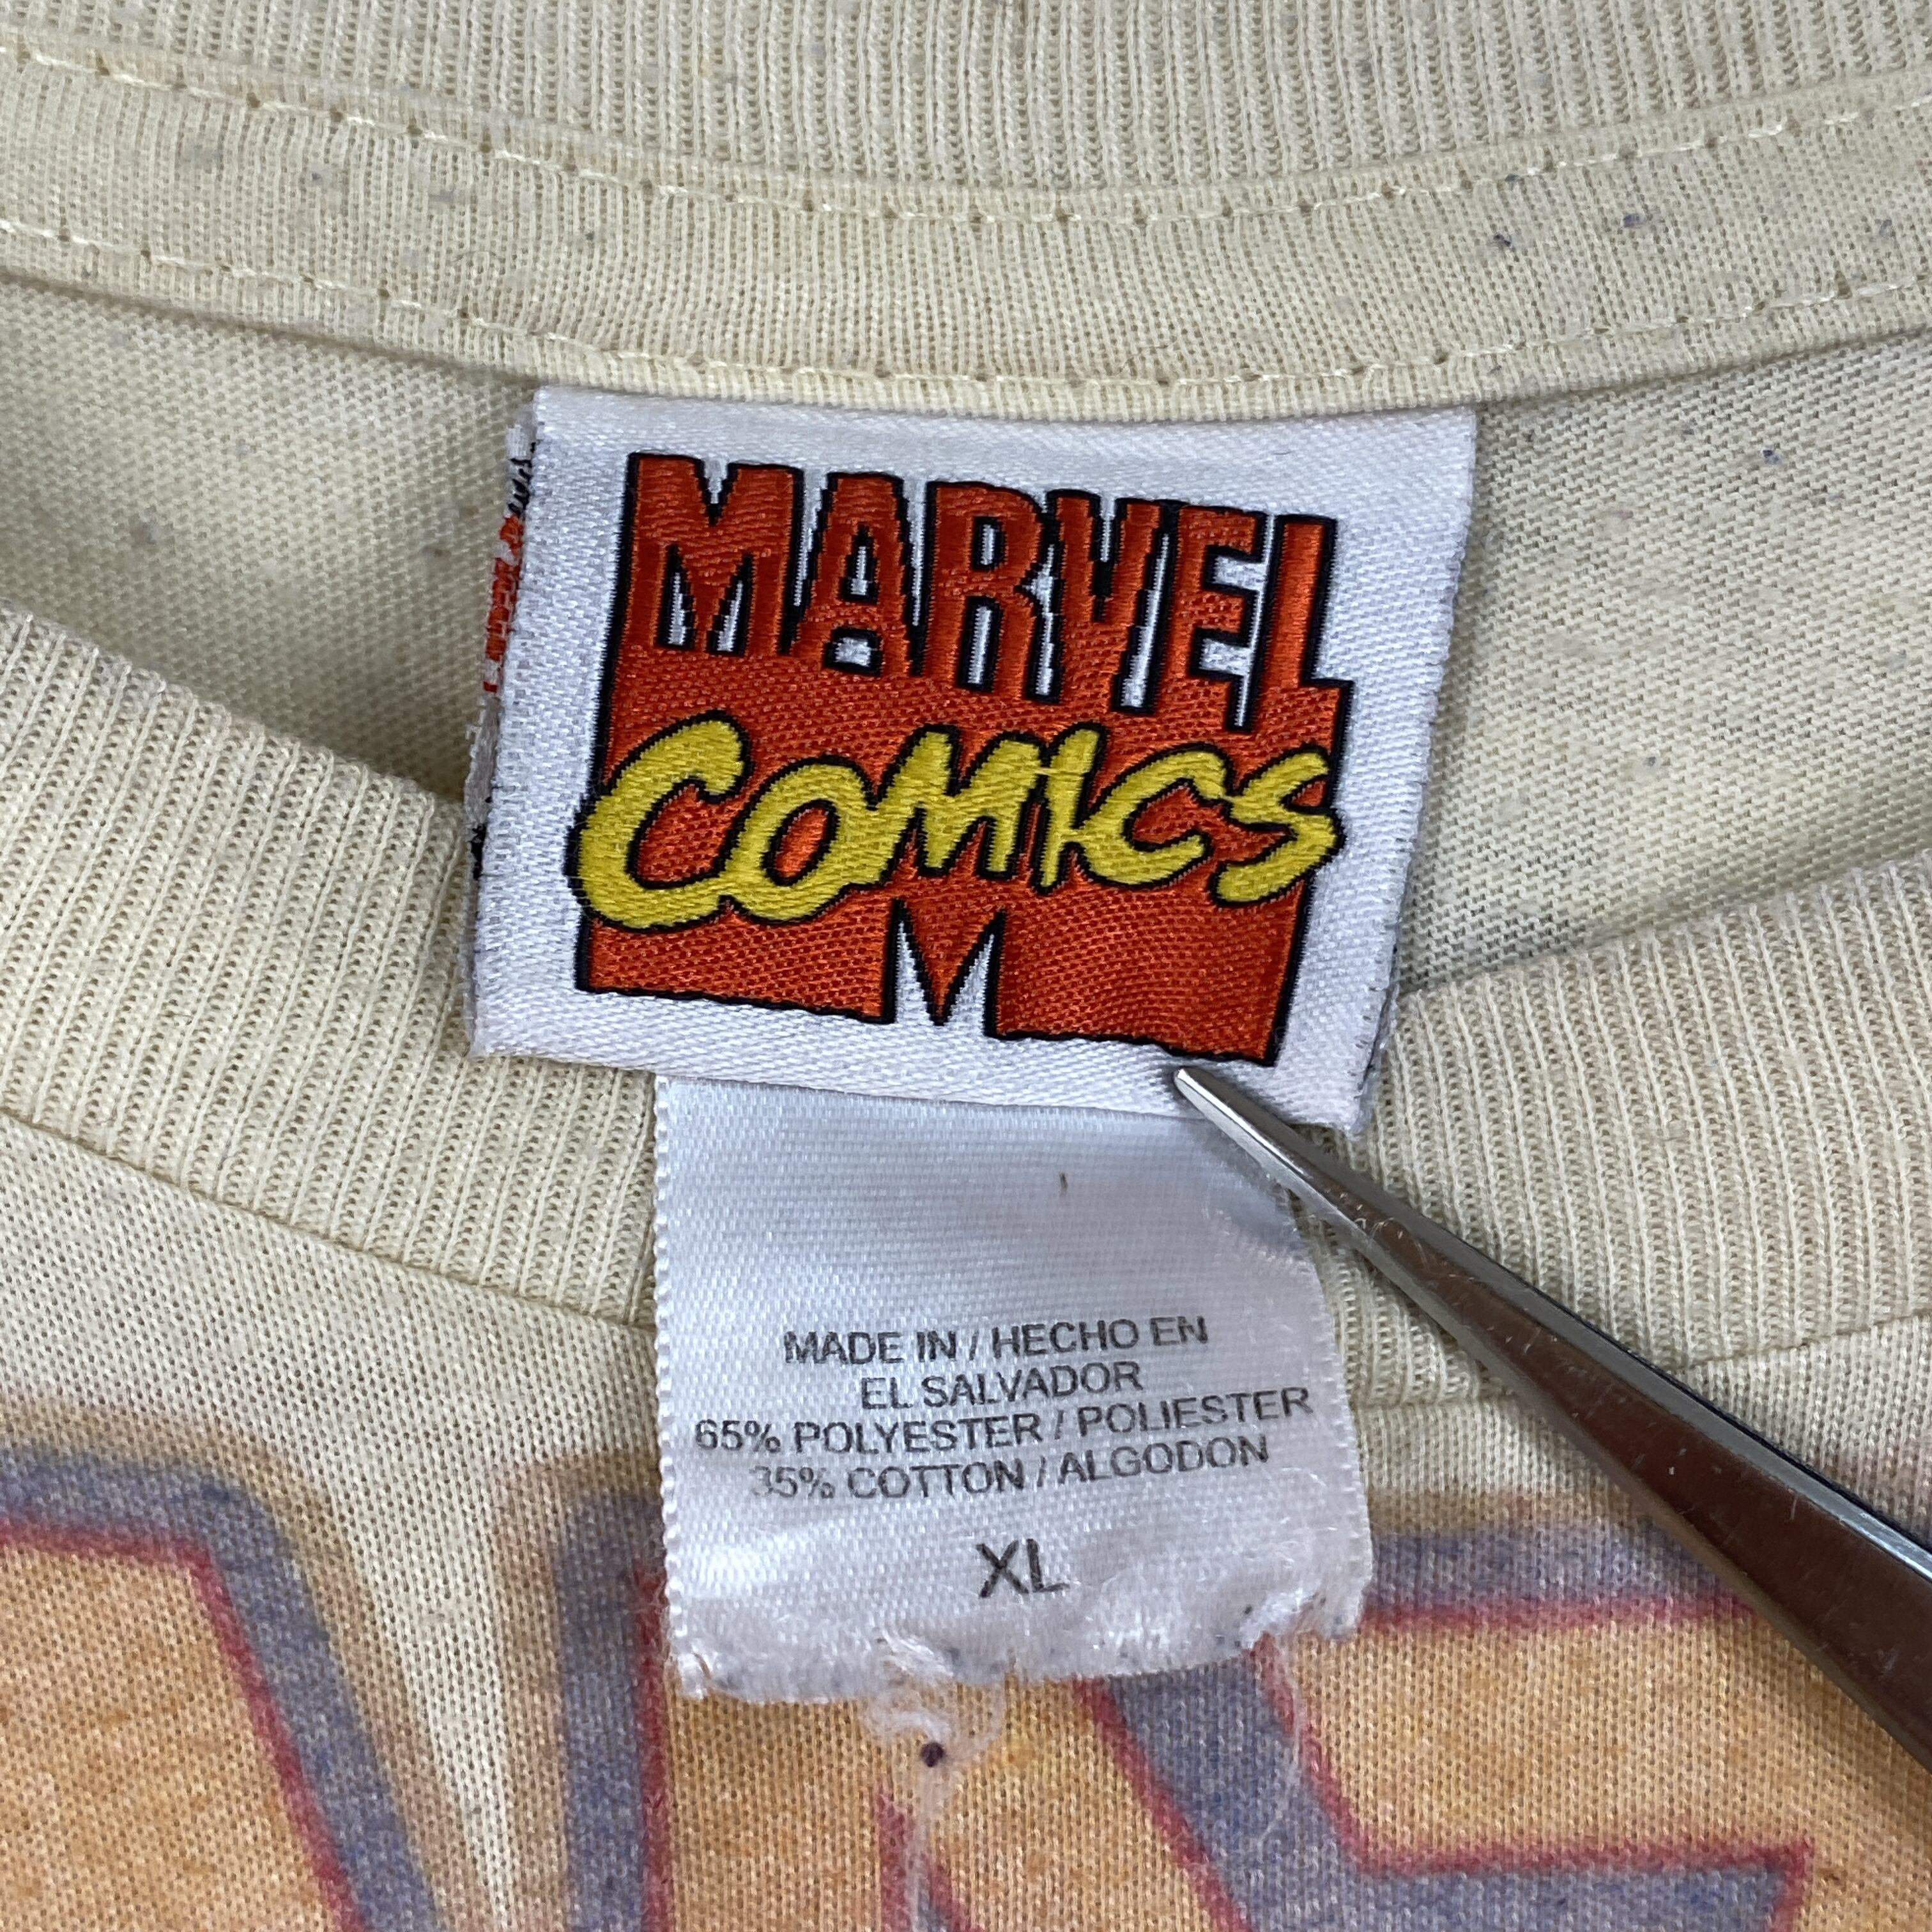 MARVEL
COMICS
M
MADE IN / HECHO EN
EL SALVADOR
65% POLYESTER / POLIESTER
35% COTTON / ALGODON
XL